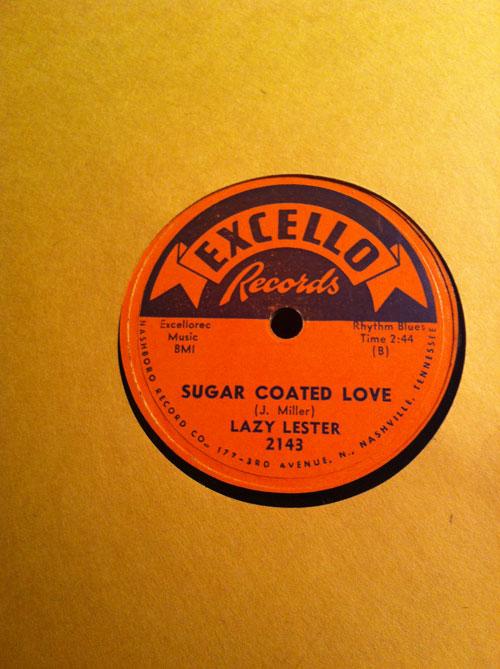 EXCELLO
Records
Excellorec
Music
BMI
Rhythm Blues
Time 2:44
(B)
SUGAR COATED LOVE
(J. Miller)
LAZY LESTER
2143
NASHBORO RECORD CO., 177-3RD AVENUE, N., NASHVILLE, TENNESSEE